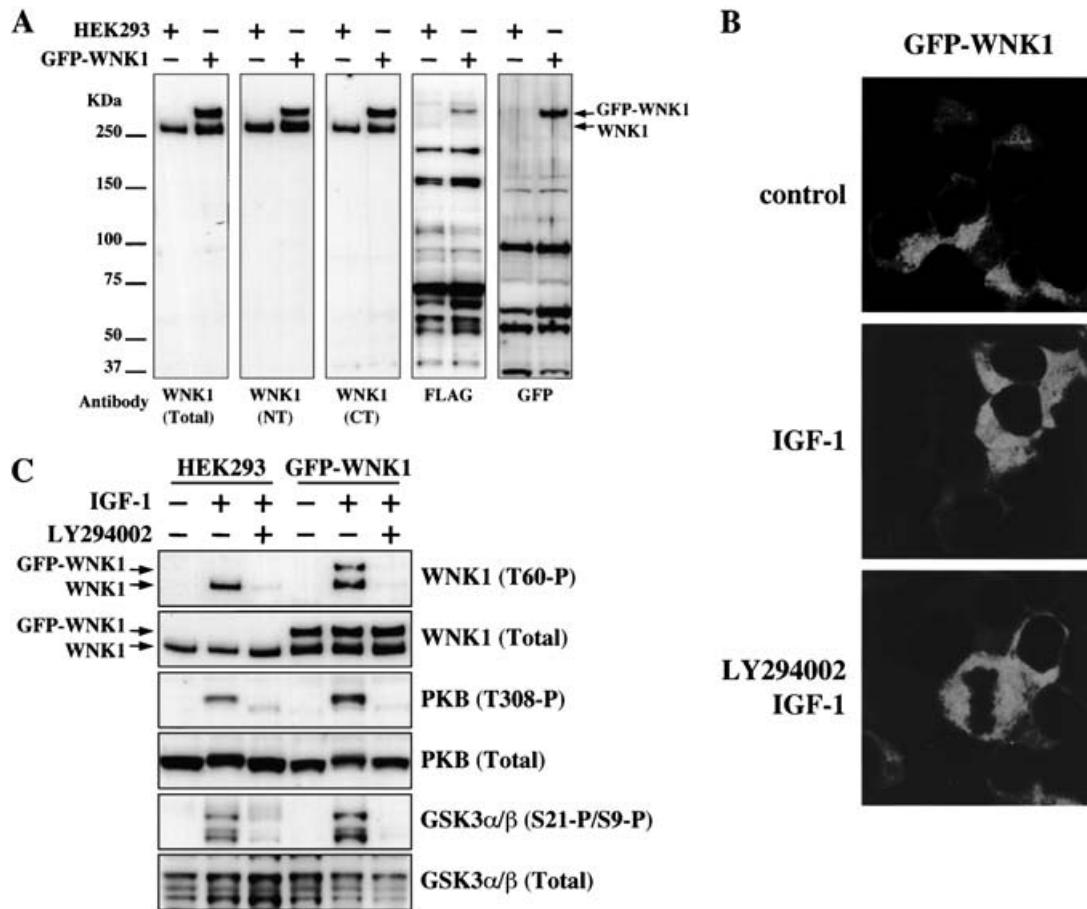 A
HEK293 + − + − + − + − + −
GFP-WNK1 − + − + − + − + − +
KDa
250
150
100
75
50
37
GFP-WNK1
WNK1
Antibody
WNK1 (Total)
WNK1 (NT)
WNK1 (CT)
FLAG
GFP
B
GFP-WNK1
control
IGF-1
LY294002
IGF-1
C
HEK293 GFP-WNK1
IGF-1 − + + − + +
LY294002 − − + − − +
GFP-WNK1
WNK1
WNK1 (T60-P)
GFP-WNK1
WNK1
WNK1 (Total)
PKB (T308-P)
PKB (Total)
GSK3α/β (S21-P/S9-P)
GSK3α/β (Total)